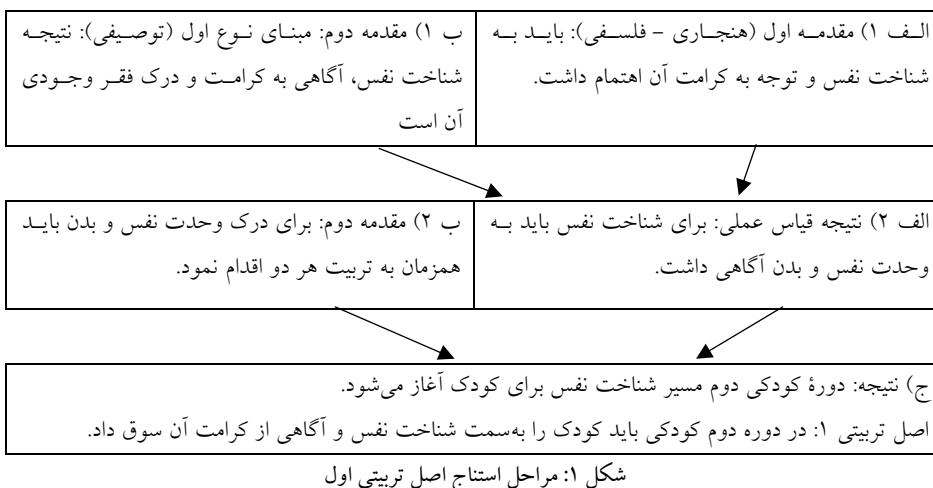 الف ۱) مقدمه اول (هنجاری - فلسفی): باید به
شناخت نفس و توجه به کرامت آن اهتمام داشت.
ب ۱) مقدمه دوم: مبنای نوع اول (توصیفی): نتیجه
شناخت نفس، آگاهی به کرامت و درک فقر وجودی
آن است
الف ۲) نتیجه قیاس عملی: برای شناخت نفس باید به
وحدت نفس و بدن آگاهی داشت.
ب ۲) مقدمه دوم: برای درک وحدت نفس و بدن باید
همزمان به تربیت هر دو اقدام نمود.
ج) نتیجه: دورۀ کودکی دوم مسیر شناخت نفس برای کودک آغاز می‌شود.
اصل تربیتی ۱: در دوره دوم کودکی باید کودک را به‌سمت شناخت نفس و آگاهی از کرامت آن سوق داد.
شکل ۱: مراحل استناج اصل تربیتی اول